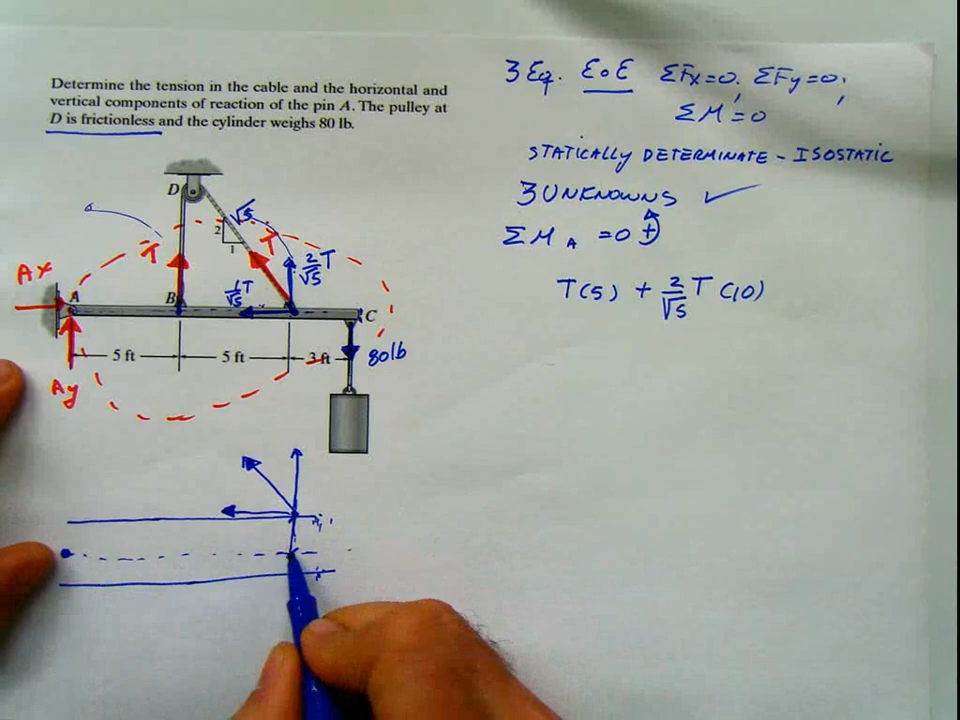 Determine the tension in the cable and the horizontal and
vertical components of reaction of the pin A. The pulley at
D is frictionless and the cylinder weighs 80 lb.
3 Eq. EoE ΣFx=0; ΣFy=0;
ΣM=0
STATICALLY DETERMINATE - ISOSTATIC
3 UNKNOWNS ✓
ΣM A =0 +
T(5) + 2/√5 T (10)
D
√5
2
1
T
T
2/√5 T
1/√5 T
Ax
A
B
C
5 ft
5 ft
3 ft
80lb
Ay